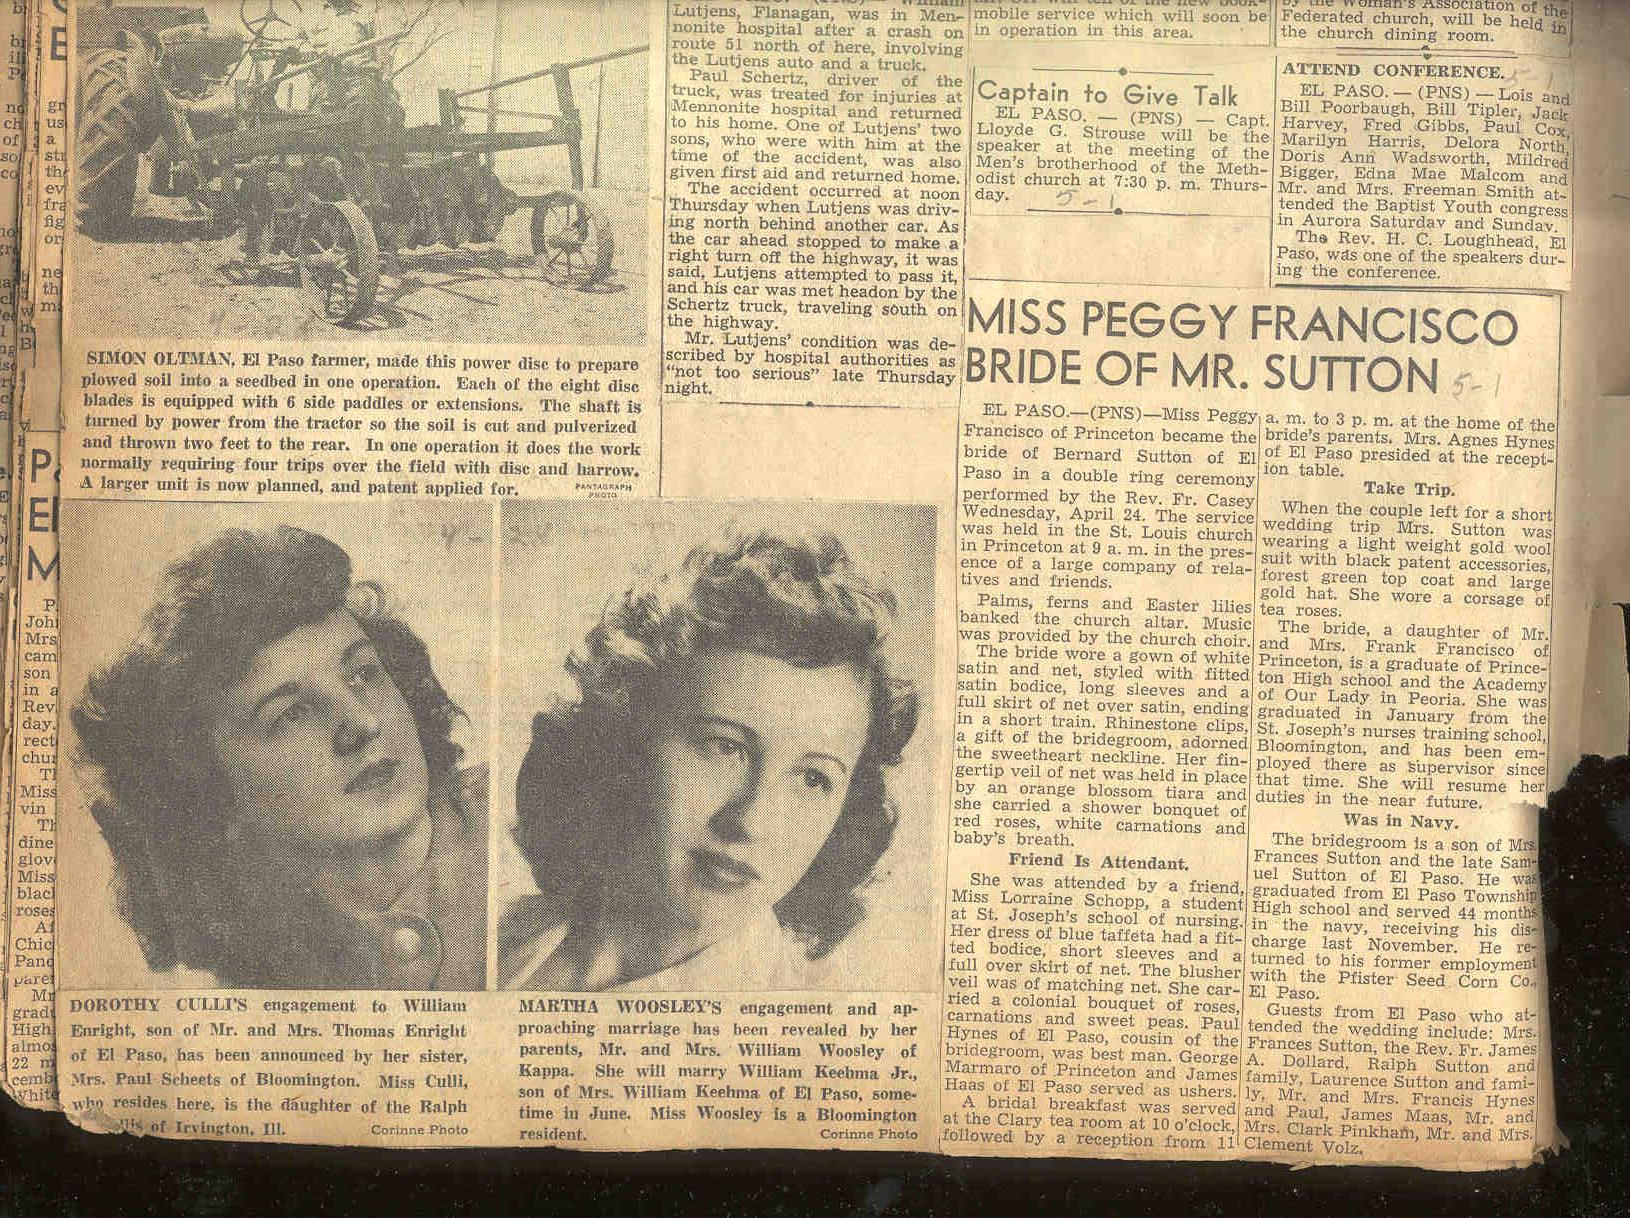 SIMON OLTMAN, El Paso farmer, made this power disc to prepare
plowed soil into a seedbed in one operation. Each of the eight disc
blades is equipped with 6 side paddles or extensions. The shaft is
turned by power from the tractor so the soil is cut and pulverized
and thrown two feet to the rear. In one operation it does the work
normally requiring four trips over the field with disc and harrow.
A larger unit is now planned, and patent applied for.
PANTAGRAPH
PHOTO
DOROTHY CULLI'S engagement to William
Enright, son of Mr. and Mrs. Thomas Enright
of El Paso, has been announced by her sister,
Mrs. Paul Scheets of Bloomington. Miss Culli,
who resides here, is the daughter of the Ralph
of Irvington, Ill.
Corinne Photo
MARTHA WOOSLEY'S engagement and ap-
proaching marriage has been revealed by her
parents, Mr. and Mrs. William Woosley of
Kappa. She will marry William Keehma Jr.,
son of Mrs. William Keehma of El Paso, some-
time in June. Miss Woosley is a Bloomington
resident.
Corinne Photo
Lutjens, Flanagan, was in Men-
nonite hospital after a crash on
route 51 north of here, involving
the Lutjens auto and a truck.
Paul Schertz, driver of the
truck, was treated for injuries at
Mennonite hospital and returned
to his home. One of Lutjens' two
sons, who were with him at the
time of the accident, was also
given first aid and returned home.
The accident occurred at noon
Thursday when Lutjens was driv-
ing north behind another car. As
the car ahead stopped to make a
right turn off the highway, it was
said, Lutjens attempted to pass it,
and his car was met headon by the
Schertz truck, traveling south on
the highway.
Mr. Lutjens' condition was de-
scribed by hospital authorities as
"not too serious" late Thursday
night.
mobile service which will soon be
in operation in this area.
Captain to Give Talk
EL PASO. — (PNS) — Capt.
Lloyde G. Strouse will be the
speaker at the meeting of the
Men's brotherhood of the Meth-
odist church at 7:30 p. m. Thurs-
day.
5-1
by the Woman's Association of the
Federated church, will be held in
the church dining room.
ATTEND CONFERENCE.
5-1
EL PASO. — (PNS) — Lois and
Bill Poorbaugh, Bill Tipler, Jack
Harvey, Fred Gibbs, Paul Cox,
Marilyn Harris, Delora North,
Doris Ann Wadsworth, Mildred
Bigger, Edna Mae Malcom and
Mr. and Mrs. Freeman Smith at-
tended the Baptist Youth congress
in Aurora Saturday and Sunday.
The Rev. H. C. Loughhead, El
Paso, was one of the speakers dur-
ing the conference.
MISS PEGGY FRANCISCO
BRIDE OF MR. SUTTON
5-1
EL PASO.—(PNS)—Miss Peggy
Francisco of Princeton became the
bride of Bernard Sutton of El
Paso in a double ring ceremony
performed by the Rev. Fr. Casey
Wednesday, April 24. The service
was held in the St. Louis church
in Princeton at 9 a. m. in the pres-
ence of a large company of rela-
tives and friends.
Palms, ferns and Easter lilies
banked the church altar. Music
was provided by the church choir.
The bride wore a gown of white
satin and net, styled with fitted
satin bodice, long sleeves and a
full skirt of net over satin, ending
in a short train. Rhinestone clips,
a gift of the bridegroom, adorned
the sweetheart neckline. Her fin-
gertip veil of net was held in place
by an orange blossom tiara and
she carried a shower bonquet of
red roses, white carnations and
baby's breath.
Friend Is Attendant.
She was attended by a friend,
Miss Lorraine Schopp, a student
at St. Joseph's school of nursing.
Her dress of blue taffeta had a fit-
ted bodice, short sleeves and a
full over skirt of net. The blusher
veil was of matching net. She car-
ried a colonial bouquet of roses,
carnations and sweet peas. Paul
Hynes of El Paso, cousin of the
bridegroom, was best man. George
Marmaro of Princeton and James
Haas of El Paso served as ushers.
A bridal breakfast was served
at the Clary tea room at 10 o'clock,
followed by a reception from 11
a. m. to 3 p. m. at the home of the
bride's parents. Mrs. Agnes Hynes
of El Paso presided at the recept-
ion table.
Take Trip.
When the couple left for a short
wedding trip Mrs. Sutton was
wearing a light weight gold wool
suit with black patent accessories,
forest green top coat and large
gold hat. She wore a corsage of
tea roses.
The bride, a daughter of Mr.
and Mrs. Frank Francisco of
Princeton, is a graduate of Prince-
ton High school and the Academy
of Our Lady in Peoria. She was
graduated in January from the
St. Joseph's nurses training school,
Bloomington, and has been em-
ployed there as supervisor since
that time. She will resume her
duties in the near future.
Was in Navy.
The bridegroom is a son of Mrs.
Frances Sutton and the late Sam-
uel Sutton of El Paso. He was
graduated from El Paso Township
High school and served 44 months
in the navy, receiving his dis-
charge last November. He re-
turned to his former employment
with the Pfister Seed Corn Co.,
El Paso.
Guests from El Paso who at-
tended the wedding include: Mrs.
Frances Sutton, the Rev. Fr. James
A. Dollard, Ralph Sutton and
family, Laurence Sutton and fami-
ly, Mr. and Mrs. Francis Hynes
and Paul, James Maas, Mr. and
Mrs. Clark Pinkham, Mr. and Mrs.
Clement Volz.